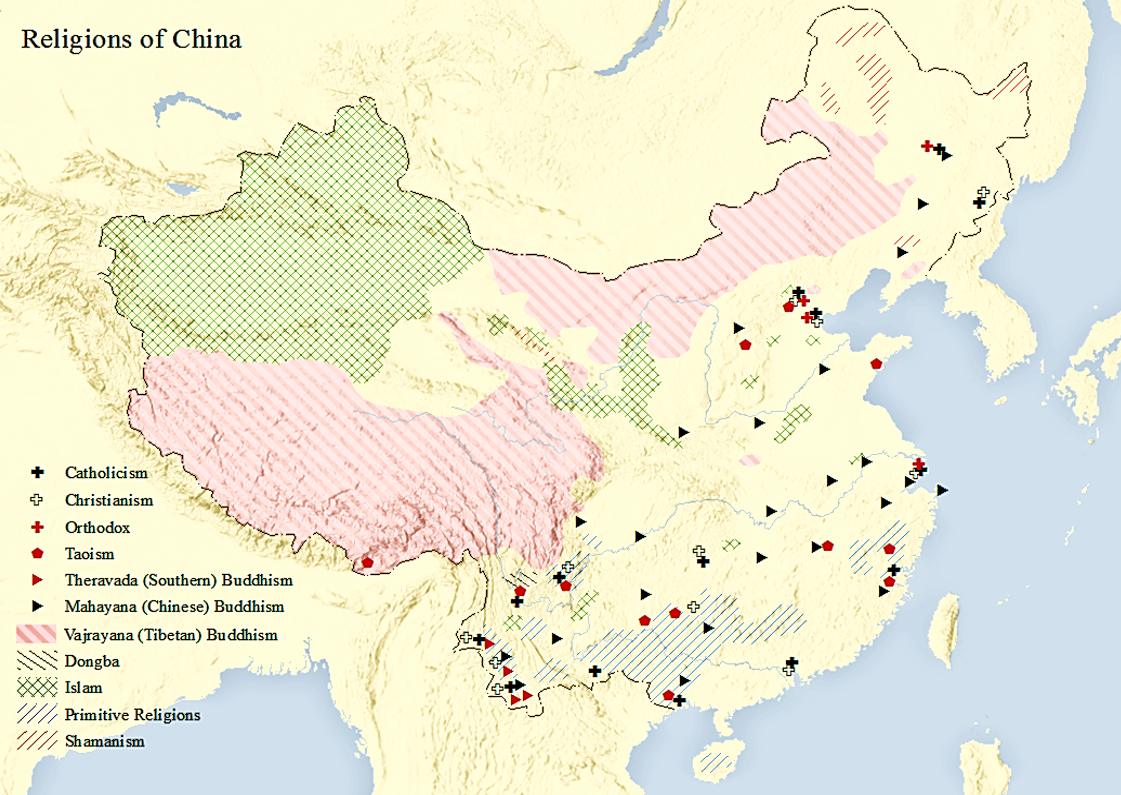 Religions of China
Catholicism
Christianism
Orthodox
Taoism
Theravada (Southern) Buddhism
Mahayana (Chinese) Buddhism
Vajrayana (Tibetan) Buddhism
Dongba
Islam
Primitive Religions
Shamanism